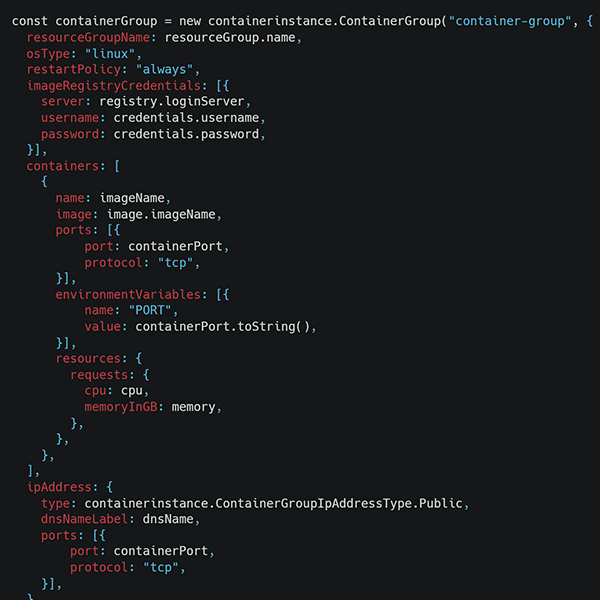 const containerGroup = new containerinstance.ContainerGroup("container-group", {
  resourceGroupName: resourceGroup.name,
  osType: "linux",
  restartPolicy: "always",
  imageRegistryCredentials: [{
    server: registry.loginServer,
    username: credentials.username,
    password: credentials.password,
  }],
  containers: [
    {
      name: imageName,
      image: image.imageName,
      ports: [{
          port: containerPort,
          protocol: "tcp",
      }],
      environmentVariables: [{
          name: "PORT",
          value: containerPort.toString(),
      }],
      resources: {
        requests: {
          cpu: cpu,
          memoryInGB: memory,
        },
      },
    },
  ],
  ipAddress: {
    type: containerinstance.ContainerGroupIpAddressType.Public,
    dnsNameLabel: dnsName,
    ports: [{
        port: containerPort,
        protocol: "tcp",
    }],